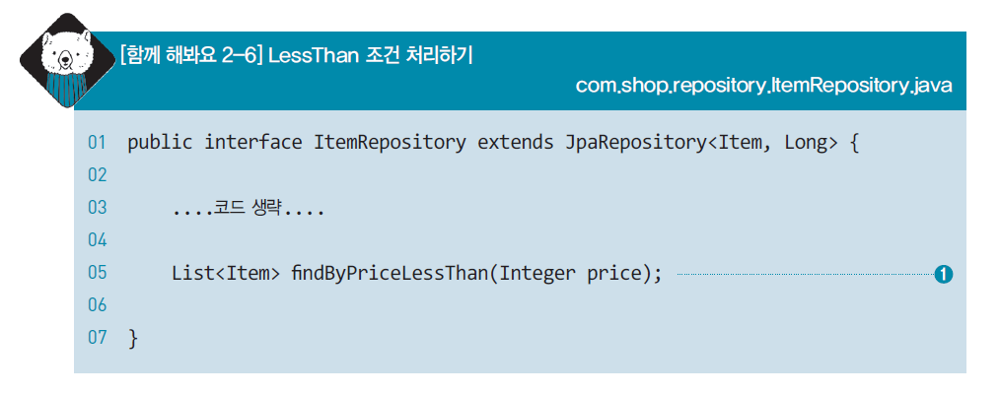 [함께 해봐요 2-6] LessThan 조건 처리하기
com.shop.repository.ItemRepository.java
01 public interface ItemRepository extends JpaRepository<Item, Long> {
02
03 ....코드 생략....
04
05 List<Item> findByPriceLessThan(Integer price); ❶
06
07 }